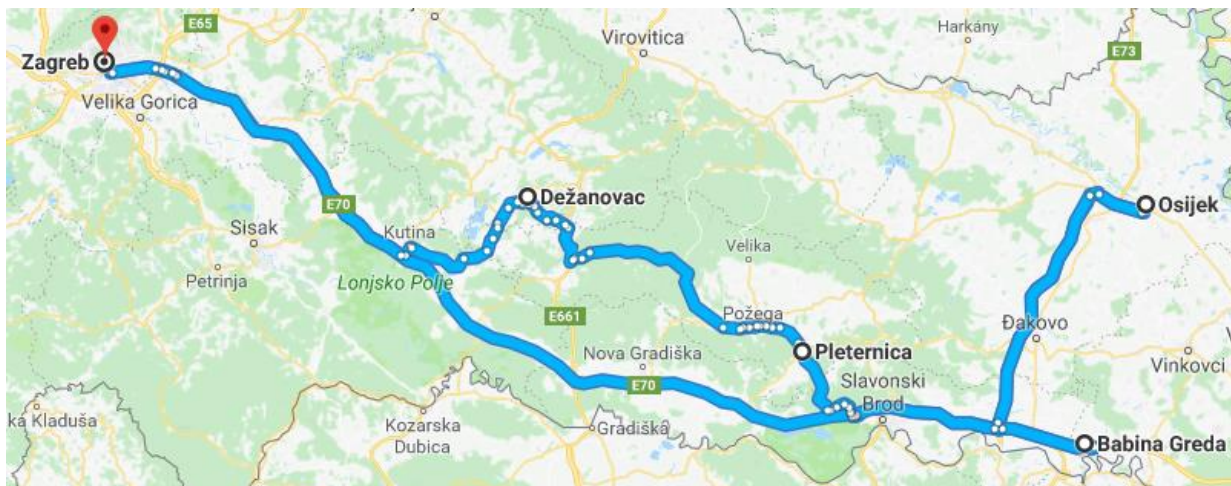 E65
Harkány
Virovitica
E73
Zagreb
Velika Gorica
Dežanovac
Osijek
E70
Sisak
Kutina
Velika
Petrinja
Lonjsko Polje
E661
Požega
Đakovo
Nova Gradiška
Pleternica
Vinkovci
E70
Slavonski
Brod
ka Kladuša
Kozarska
Dubica
Gradiška
Babina Greda